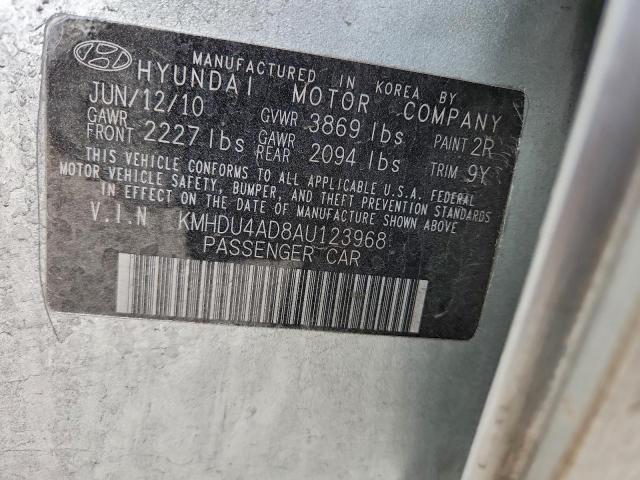 MANUFACTURED IN KOREA BY
HYUNDAI MOTOR COMPANY
JUN/12/10 GVWR 3869 lbs PAINT 2R
GAWR FRONT 2227 lbs GAWR REAR 2094 lbs TRIM 9Y
THIS VEHICLE CONFORMS TO ALL APPLICABLE U.S.A. FEDERAL
MOTOR VEHICLE SAFETY, BUMPER, AND THEFT PREVENTION STANDARDS
IN EFFECT ON THE DATE OF MANUFACTURE SHOWN ABOVE
V.I.N KMHDU4AD8AU123968
PASSENGER CAR